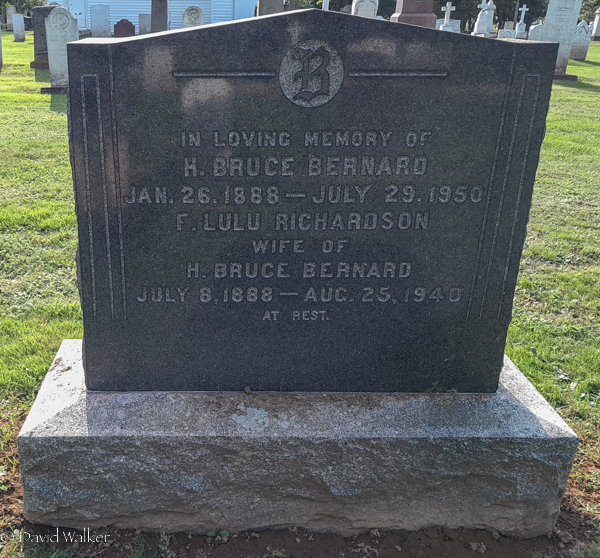 B
IN LOVING MEMORY OF
H. BRUCE BERNARD
JAN. 26. 1888 — JULY 29. 1950
F. LULU RICHARDSON
WIFE OF
H. BRUCE BERNARD
JULY 8, 1888 — AUG. 25, 1940
AT REST.
© David Walker